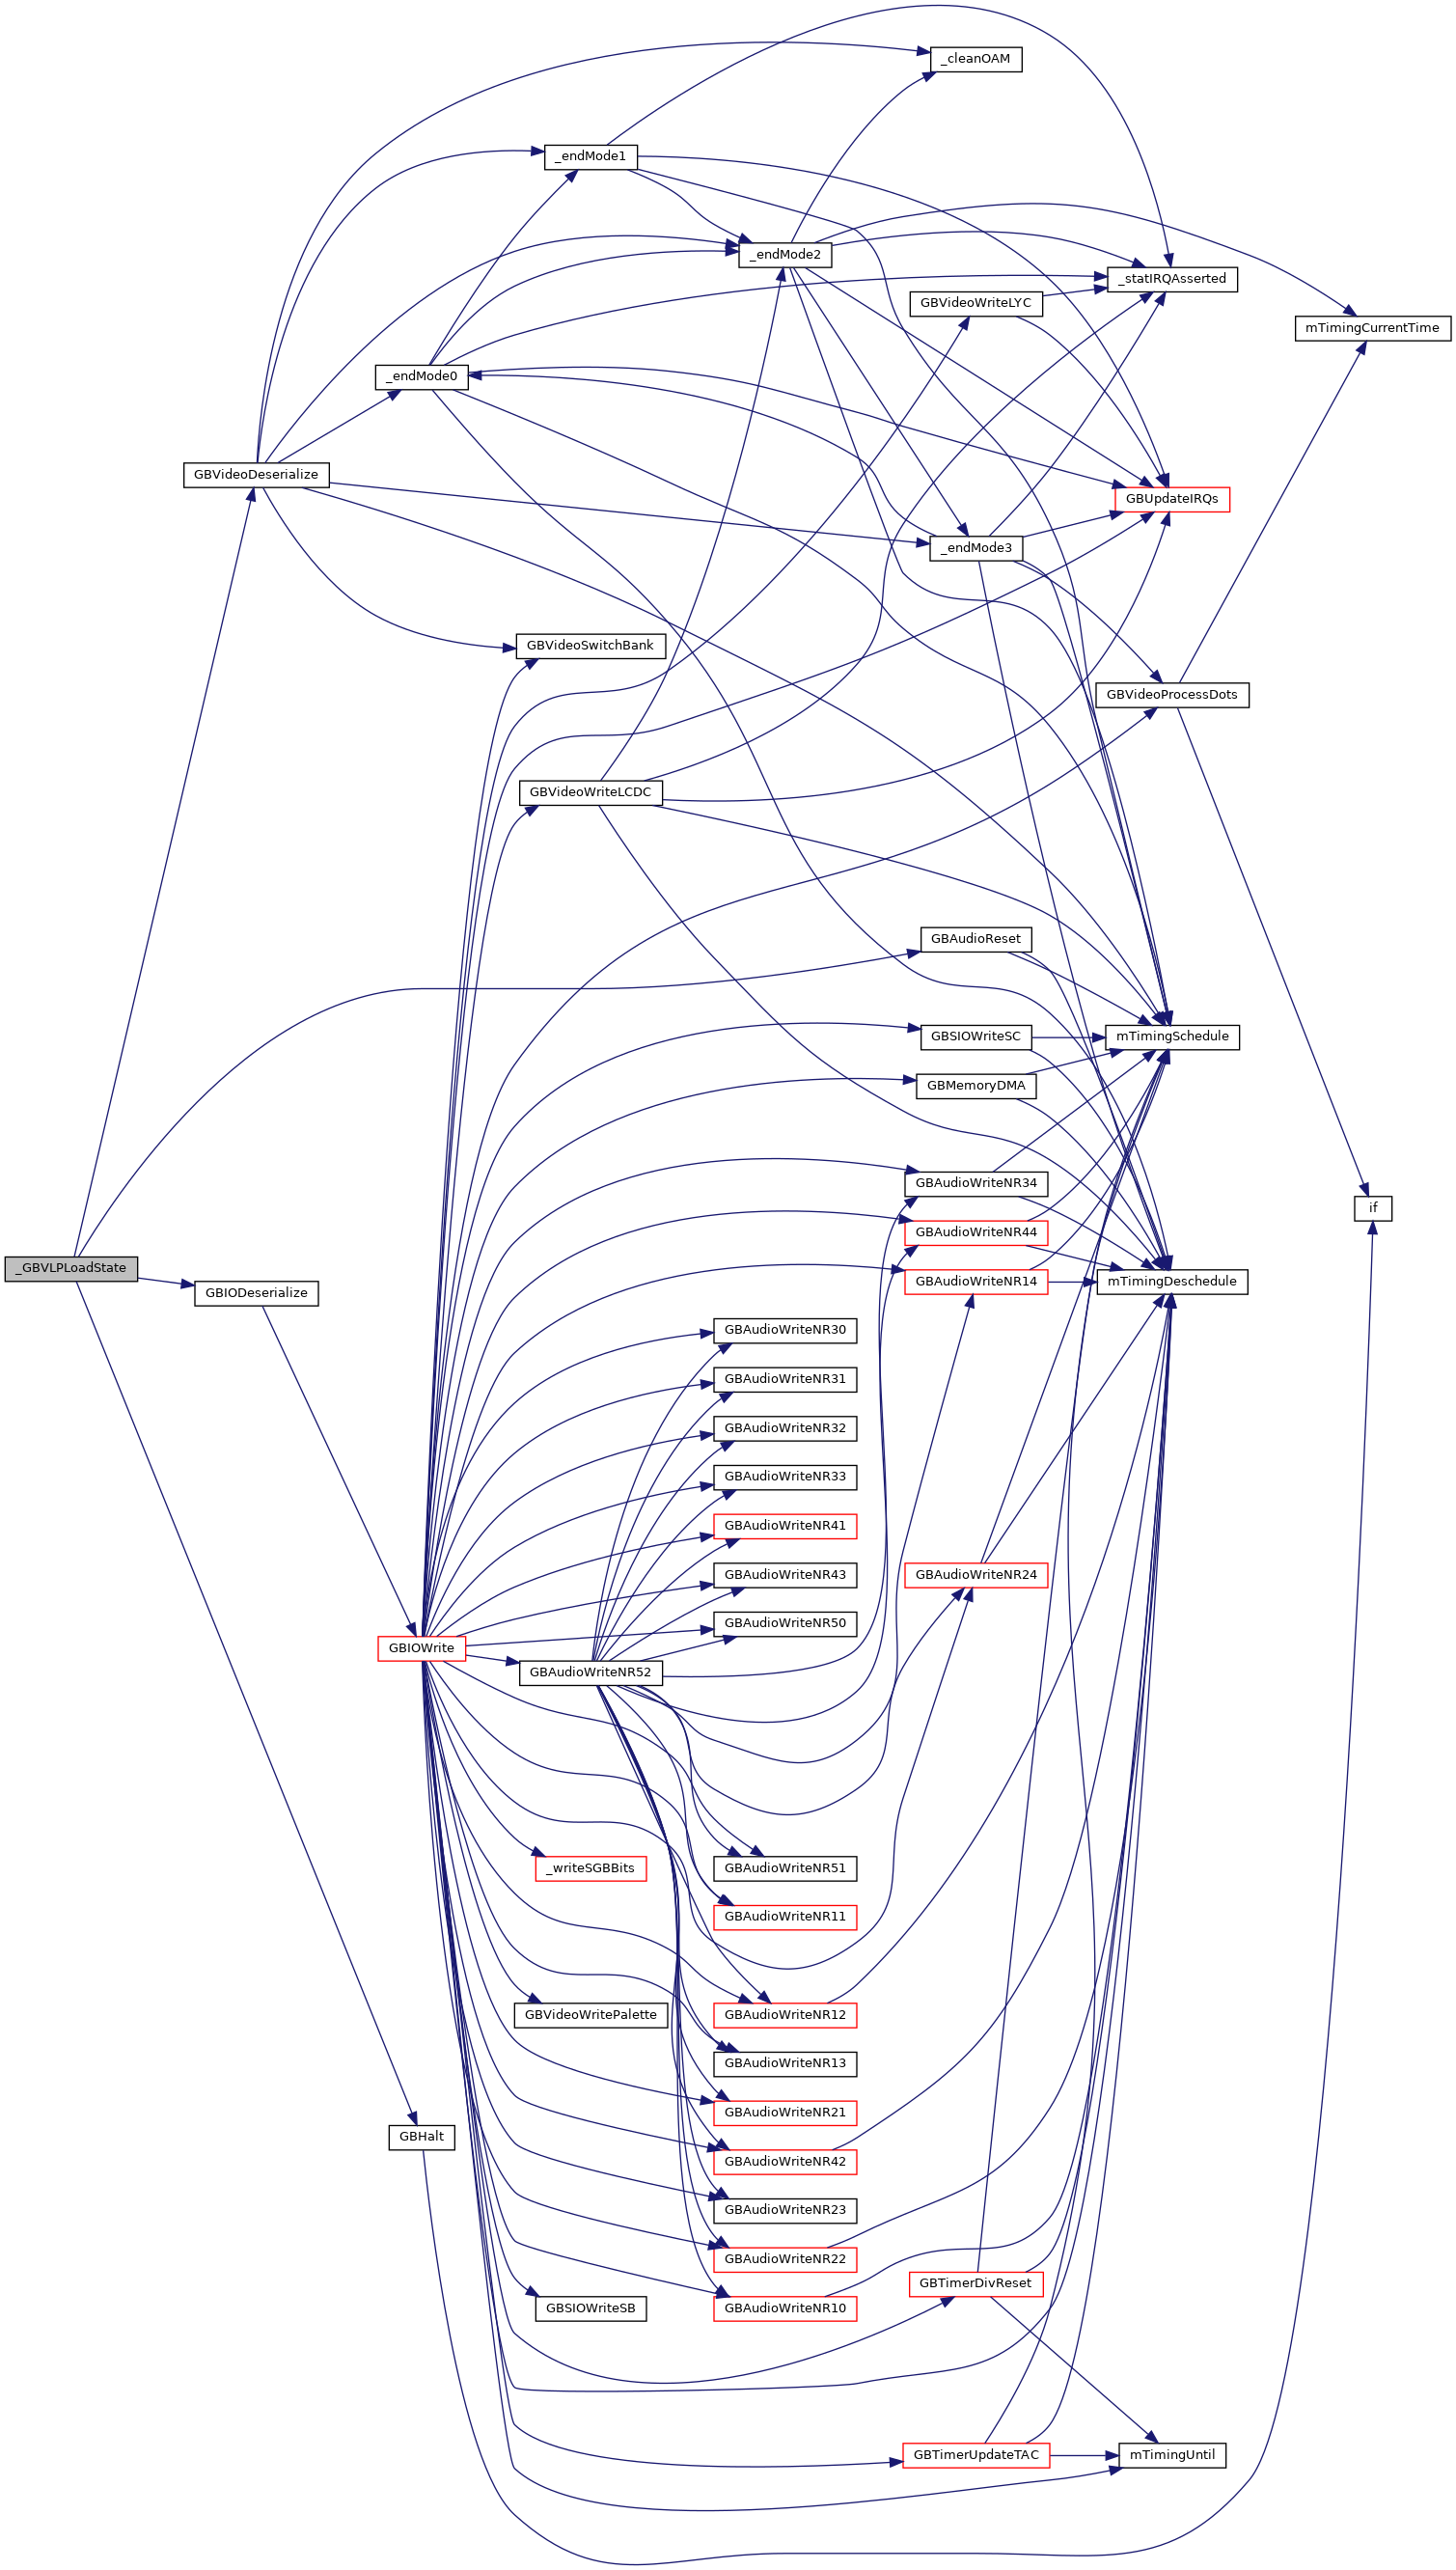 _cleanOAM
_endMode1
_endMode2
_statIRQAsserted
GBVideoWriteLYC
mTimingCurrentTime
_endMode0
GBVideoDeserialize
GBUpdateIRQs
_endMode3
GBVideoSwitchBank
GBVideoProcessDots
GBVideoWriteLCDC
GBAudioReset
GBSIOWriteSC
mTimingSchedule
GBMemoryDMA
GBAudioWriteNR34
if
GBAudioWriteNR44
_GBVLPLoadState
GBAudioWriteNR14
mTimingDeschedule
GBIODeserialize
GBAudioWriteNR30
GBAudioWriteNR31
GBAudioWriteNR32
GBAudioWriteNR33
GBAudioWriteNR41
GBAudioWriteNR43
GBAudioWriteNR24
GBAudioWriteNR50
GBIOWrite
GBAudioWriteNR52
_writeSGBBits
GBAudioWriteNR51
GBAudioWriteNR11
GBVideoWritePalette
GBAudioWriteNR12
GBAudioWriteNR13
GBAudioWriteNR21
GBHalt
GBAudioWriteNR42
GBAudioWriteNR23
GBAudioWriteNR22
GBTimerDivReset
GBSIOWriteSB
GBAudioWriteNR10
GBTimerUpdateTAC
mTimingUntil